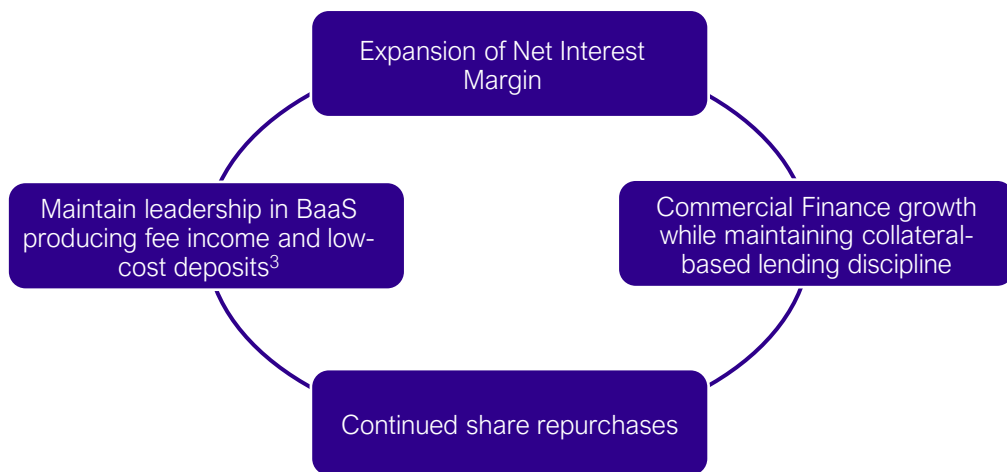 Expansion of Net Interest
Margin
Maintain leadership in BaaS
producing fee income and low-
cost deposits³
Commercial Finance growth
while maintaining collateral-
based lending discipline
Continued share repurchases